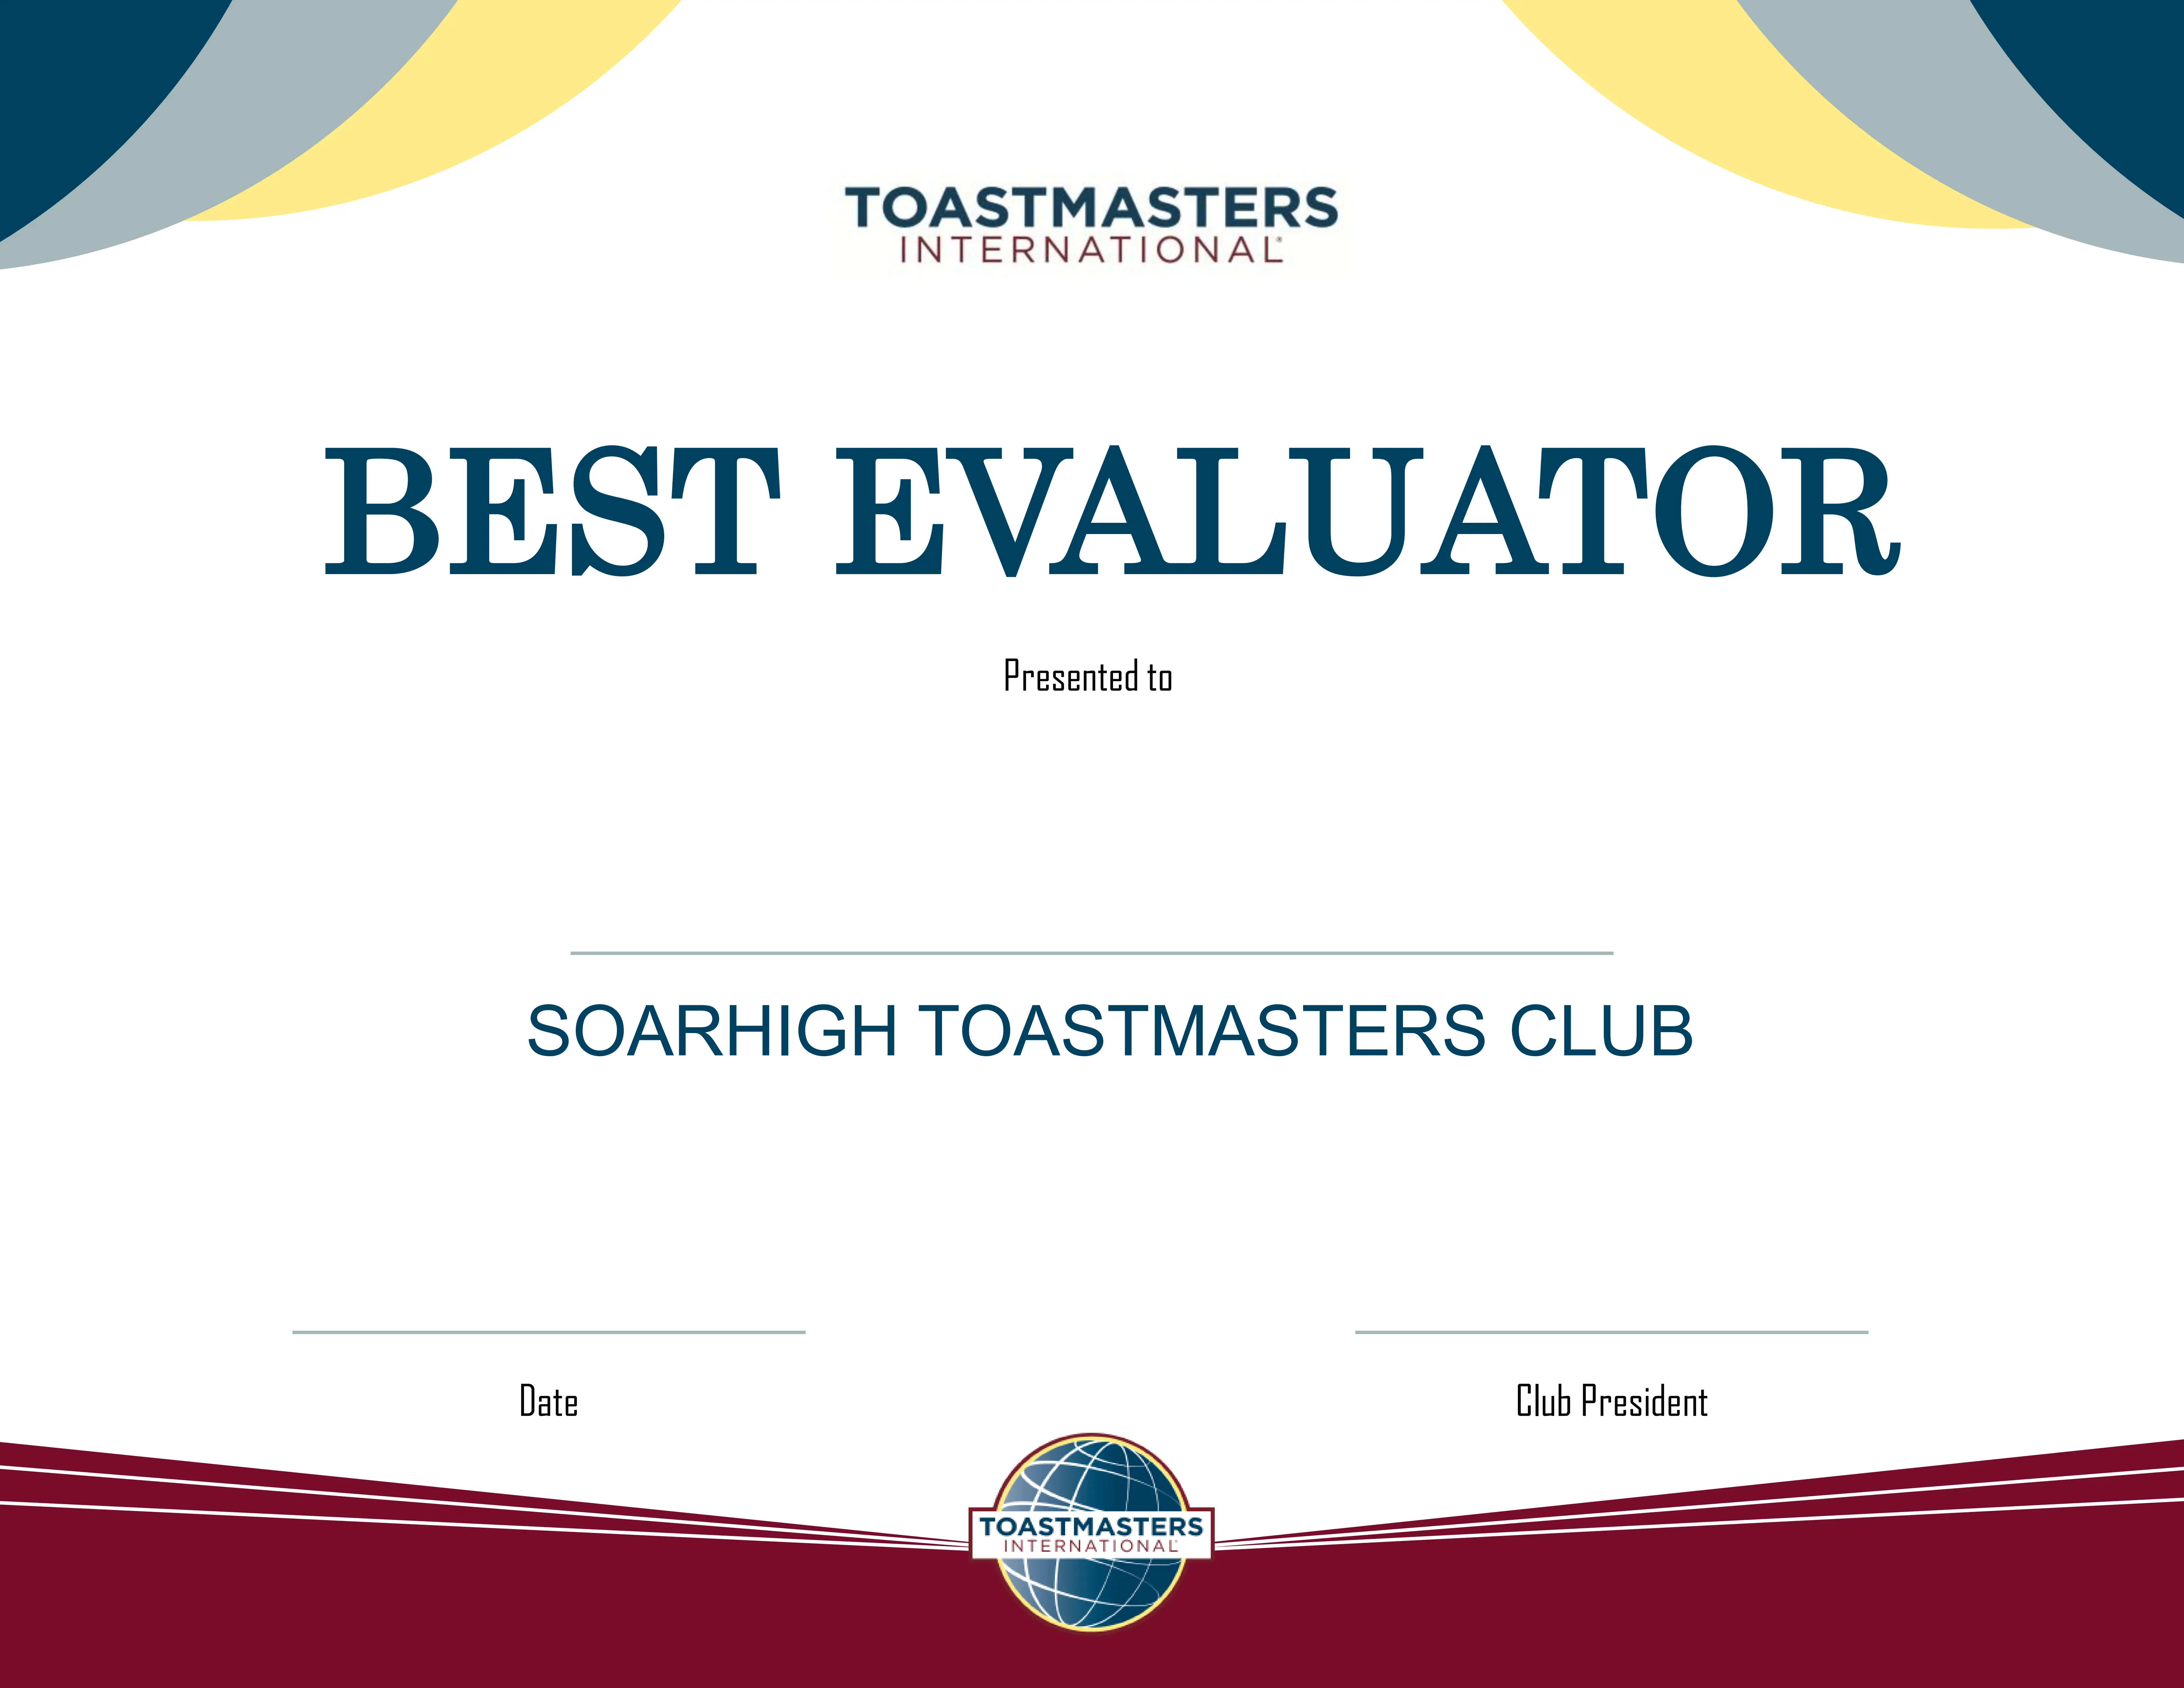 TOASTMASTERS
INTERNATIONAL®
BEST EVALUATOR
Presented to
SOARHIGH TOASTMASTERS CLUB
Date
Club President
TOASTMASTERS
INTERNATIONAL